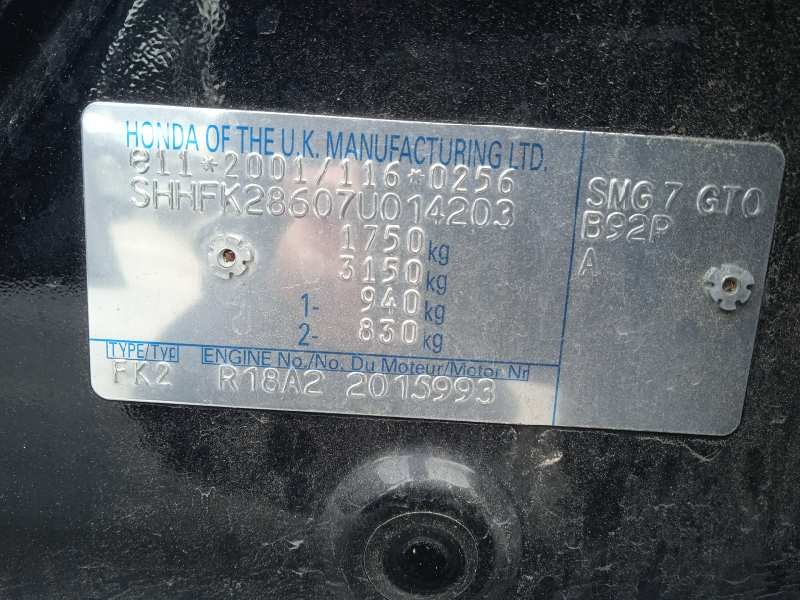 HONDA OF THE U.K. MANUFACTURING LTD.
e11*2001/116*0256
SHHFK28607U014203
1750 kg
3150 kg
1- 940 kg
2- 830 kg
TYPE/TYP ENGINE No./No. Du Moteur/Motor Nr
FK2 R18A2 2015993
SMG 7 GTO
B92P
A